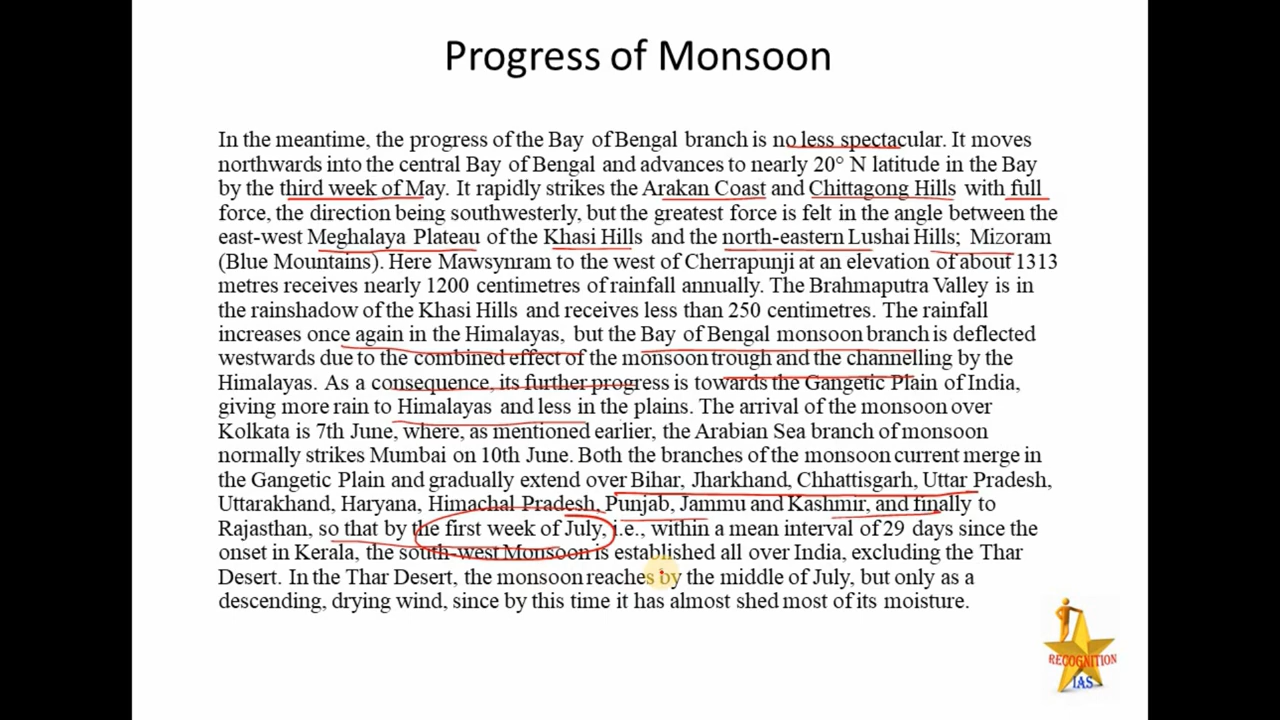 Progress of Monsoon
In the meantime, the progress of the Bay of Bengal branch is no less spectacular. It moves
northwards into the central Bay of Bengal and advances to nearly 20° N latitude in the Bay
by the third week of May. It rapidly strikes the Arakan Coast and Chittagong Hills with full
force, the direction being southwesterly, but the greatest force is felt in the angle between the
east-west Meghalaya Plateau of the Khasi Hills and the north-eastern Lushai Hills; Mizoram
(Blue Mountains). Here Mawsynram to the west of Cherrapunji at an elevation of about 1313
metres receives nearly 1200 centimetres of rainfall annually. The Brahmaputra Valley is in
the rainshadow of the Khasi Hills and receives less than 250 centimetres. The rainfall
increases once again in the Himalayas, but the Bay of Bengal monsoon branch is deflected
westwards due to the combined effect of the monsoon trough and the channelling by the
Himalayas. As a consequence, its further progress is towards the Gangetic Plain of India,
giving more rain to Himalayas and less in the plains. The arrival of the monsoon over
Kolkata is 7th June, where, as mentioned earlier, the Arabian Sea branch of monsoon
normally strikes Mumbai on 10th June. Both the branches of the monsoon current merge in
the Gangetic Plain and gradually extend over Bihar, Jharkhand, Chhattisgarh, Uttar Pradesh,
Uttarakhand, Haryana, Himachal Pradesh, Punjab, Jammu and Kashmir, and finally to
Rajasthan, so that by the first week of July, i.e., within a mean interval of 29 days since the
onset in Kerala, the south-west Monsoon is established all over India, excluding the Thar
Desert. In the Thar Desert, the monsoon reaches by the middle of July, but only as a
descending, drying wind, since by this time it has almost shed most of its moisture.
RECOGNITION
IAS